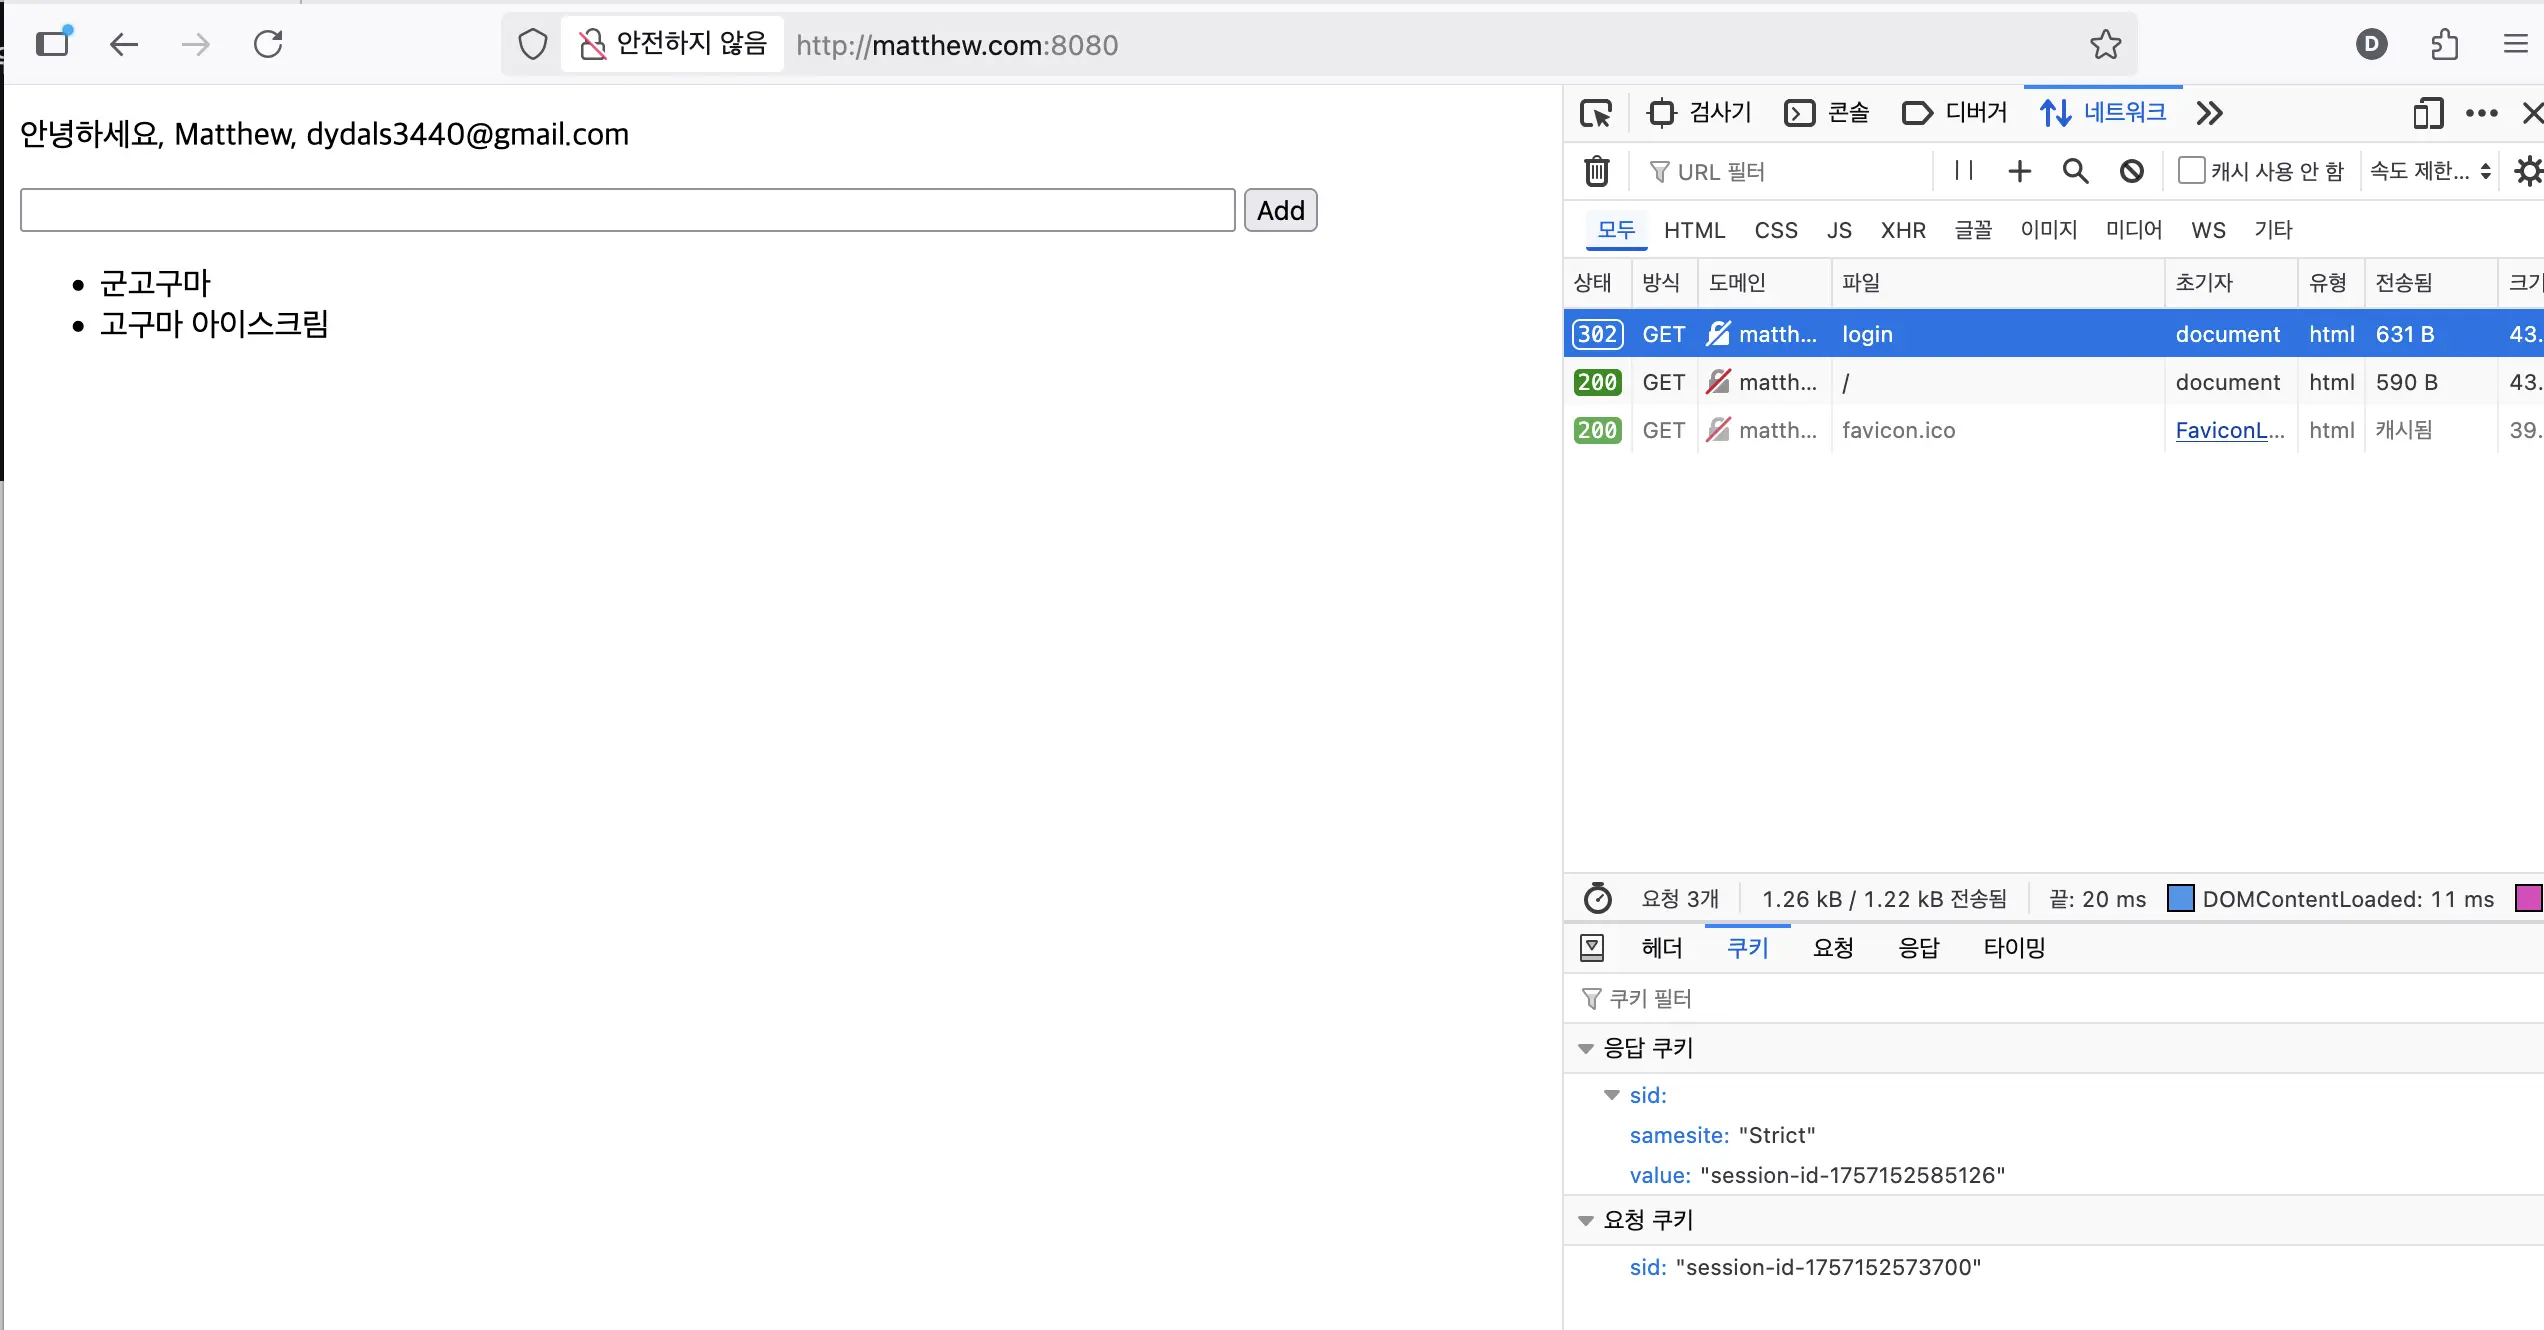 안전하지 않음 http://matthew.com:8080
D
안녕하세요, Matthew, dydals3440@gmail.com
Add
군고구마
고구마 아이스크림
검사기 콘솔 디버거 네트워크
URL 필터 캐시 사용 안 함 속도 제한...
모두 HTML CSS JS XHR 글꼴 이미지 미디어 WS 기타
상태 방식 도메인 파일 초기자 유형 전송됨 크기
302 GET matth... login document html 631 B 43.
200 GET matth... / document html 590 B 43.
200 GET matth... favicon.ico FaviconL... html 캐시됨 39.
요청 3개 1.26 kB / 1.22 kB 전송됨 끝: 20 ms DOMContentLoaded: 11 ms
헤더 쿠키 요청 응답 타이밍
쿠키 필터
응답 쿠키
sid:
samesite: "Strict"
value: "session-id-1757152585126"
요청 쿠키
sid: "session-id-1757152573700"